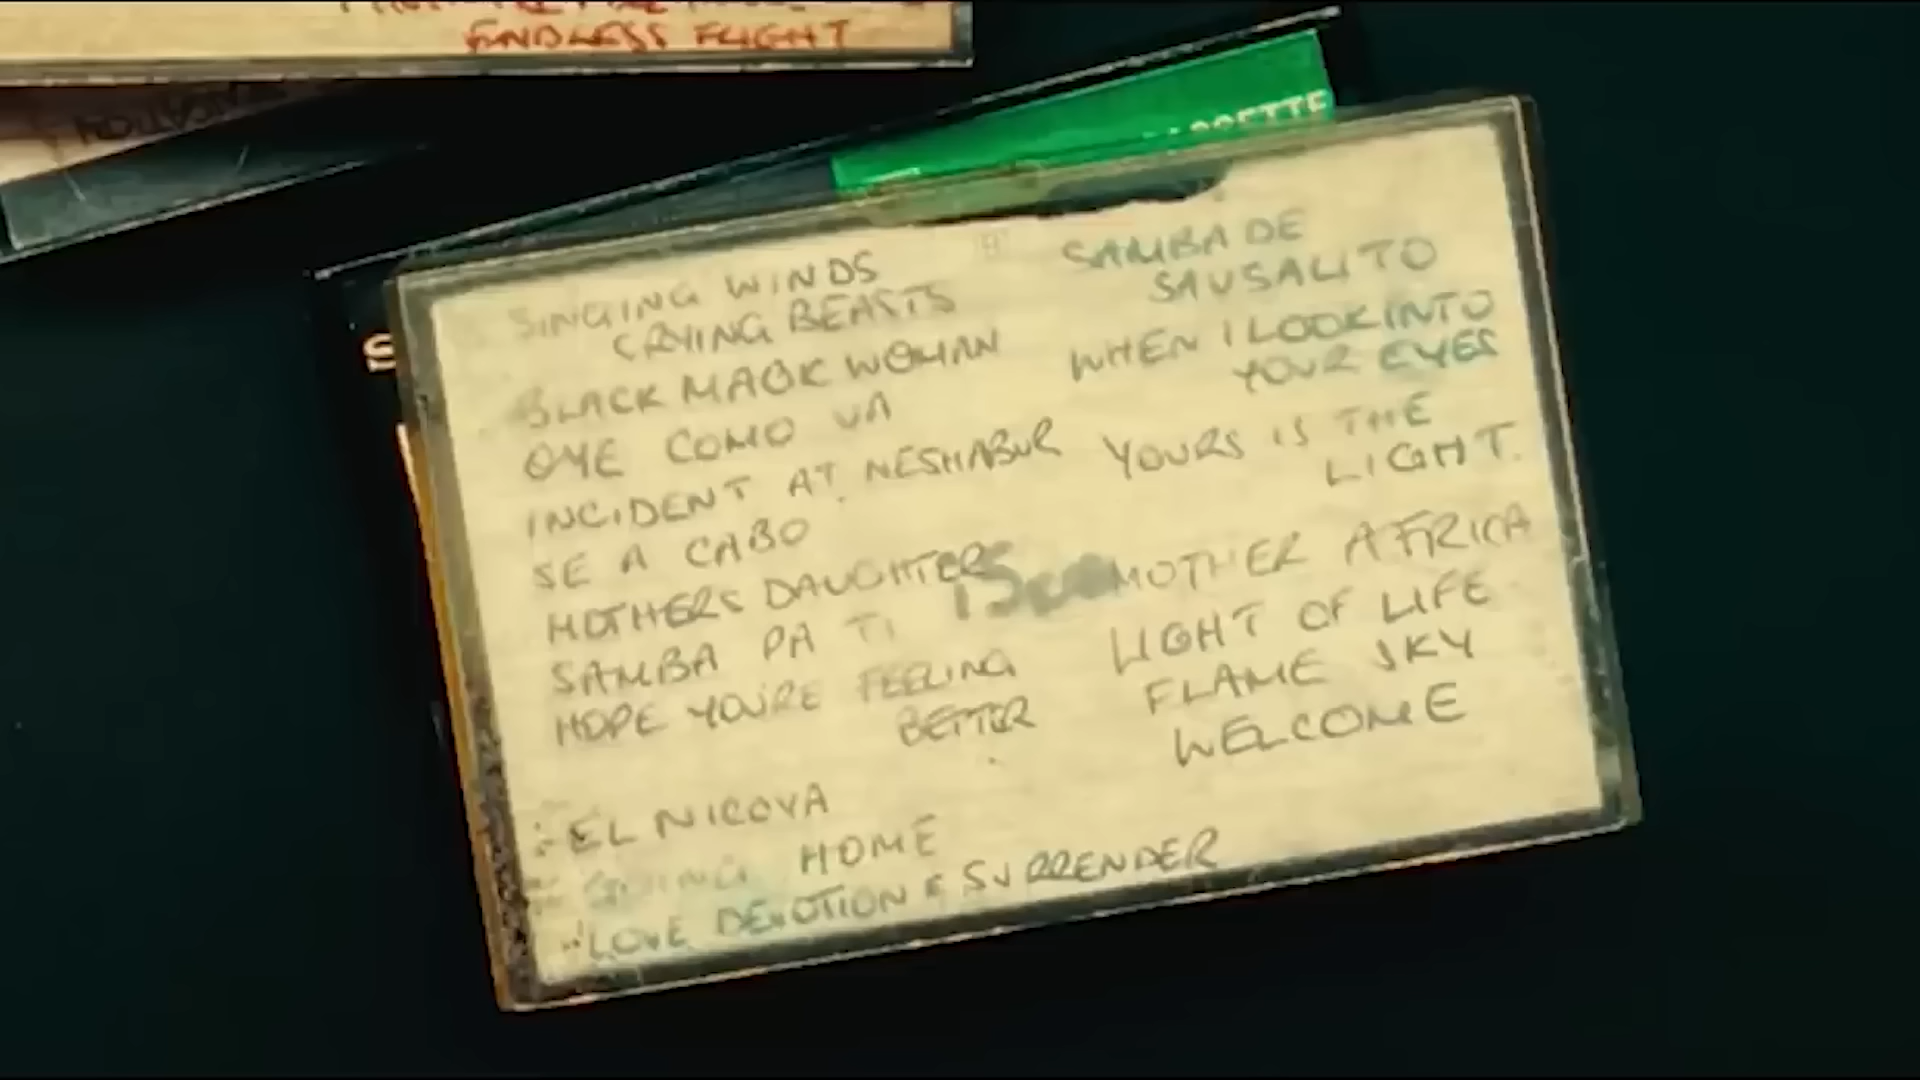 ENDLESS FLIGHT
SINGING WINDS
CRYING BEASTS
BLACK MAGIC WOMAN
OYE COMO VA
INCIDENT AT NESHABUR
SE A CABO
MOTHERS DAUGHTER
SAMBA PA TI
HOPE YOU'RE FEELING
BETTER
EL NICOYA
GOING HOME
LOVE DEVOTION & SURRENDER
SAMBA DE
SAUSALITO
WHEN I LOOK INTO
YOUR EYES
YOURS IS THE
LIGHT.
MOTHER AFRICA
LIGHT OF LIFE
FLAME SKY
WELCOME